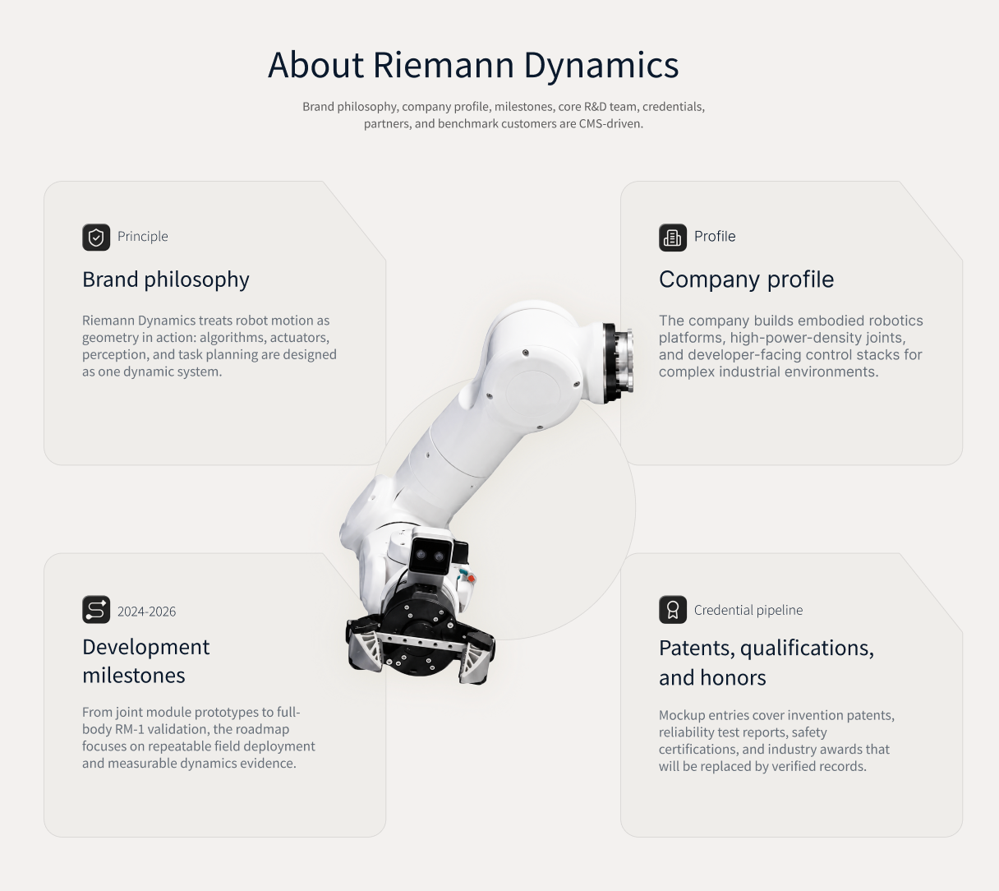 About Riemann Dynamics
Brand philosophy, company profile, milestones, core R&D team, credentials,
partners, and benchmark customers are CMS-driven.
Principle
Brand philosophy
Riemann Dynamics treats robot motion as
geometry in action: algorithms, actuators,
perception, and task planning are designed
as one dynamic system.
Profile
Company profile
The company builds embodied robotics
platforms, high-power-density joints,
and developer-facing control stacks for
complex industrial environments.
2024-2026
Development
milestones
From joint module prototypes to full-
body RM-1 validation, the roadmap
focuses on repeatable field deployment
and measurable dynamics evidence.
Credential pipeline
Patents, qualifications,
and honors
Mockup entries cover invention patents,
reliability test reports, safety
certifications, and industry awards that
will be replaced by verified records.